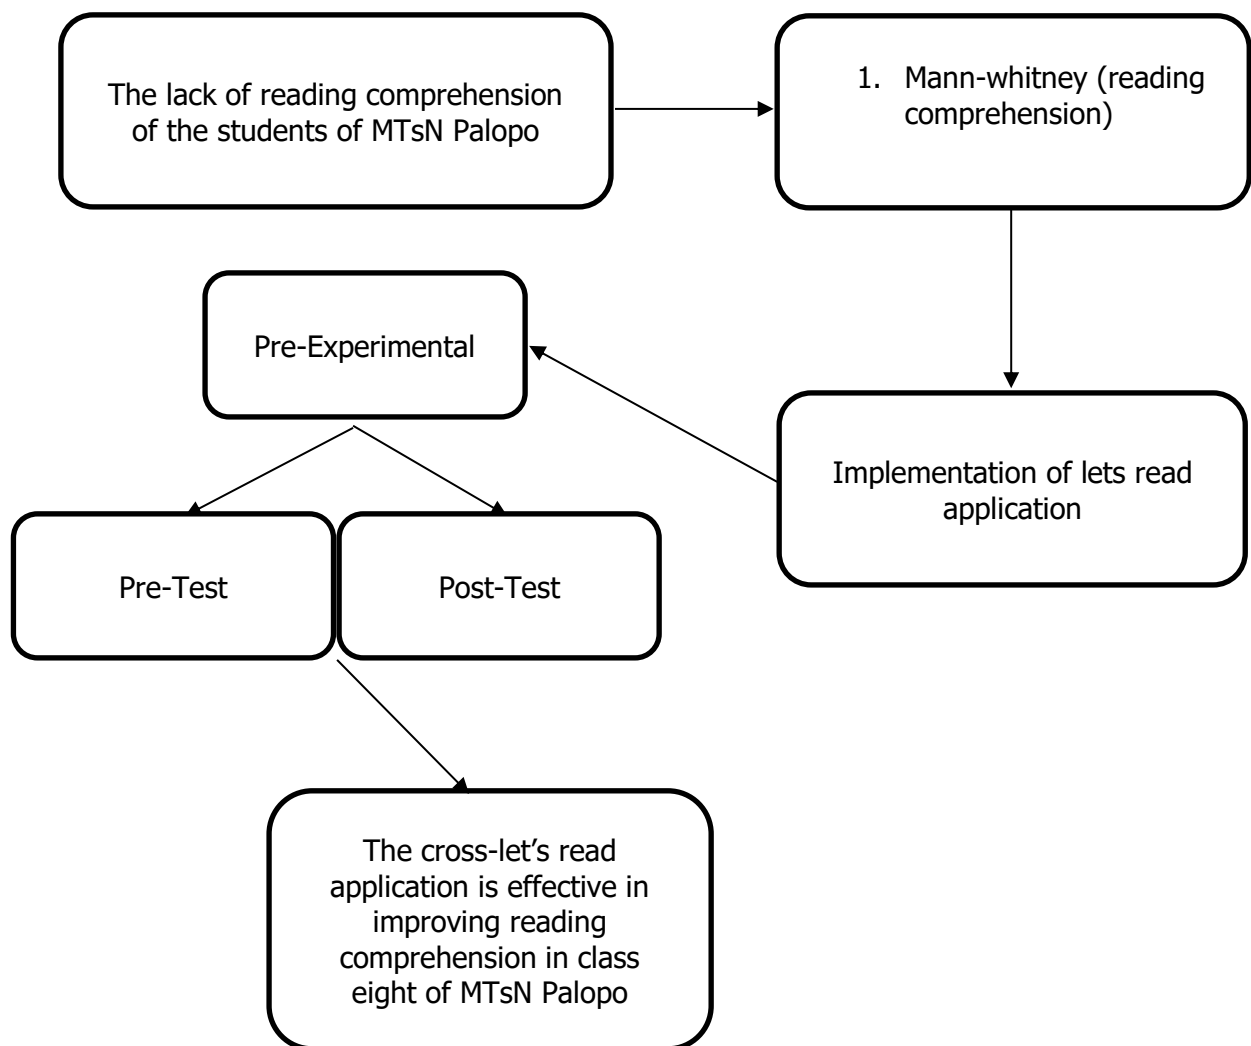 The lack of reading comprehension
of the students of MTsN Palopo
1. Mann-whitney (reading
comprehension)
Pre-Experimental
Implementation of lets read
application
Pre-Test
Post-Test
The cross-let’s read
application is effective in
improving reading
comprehension in class
eight of MTsN Palopo